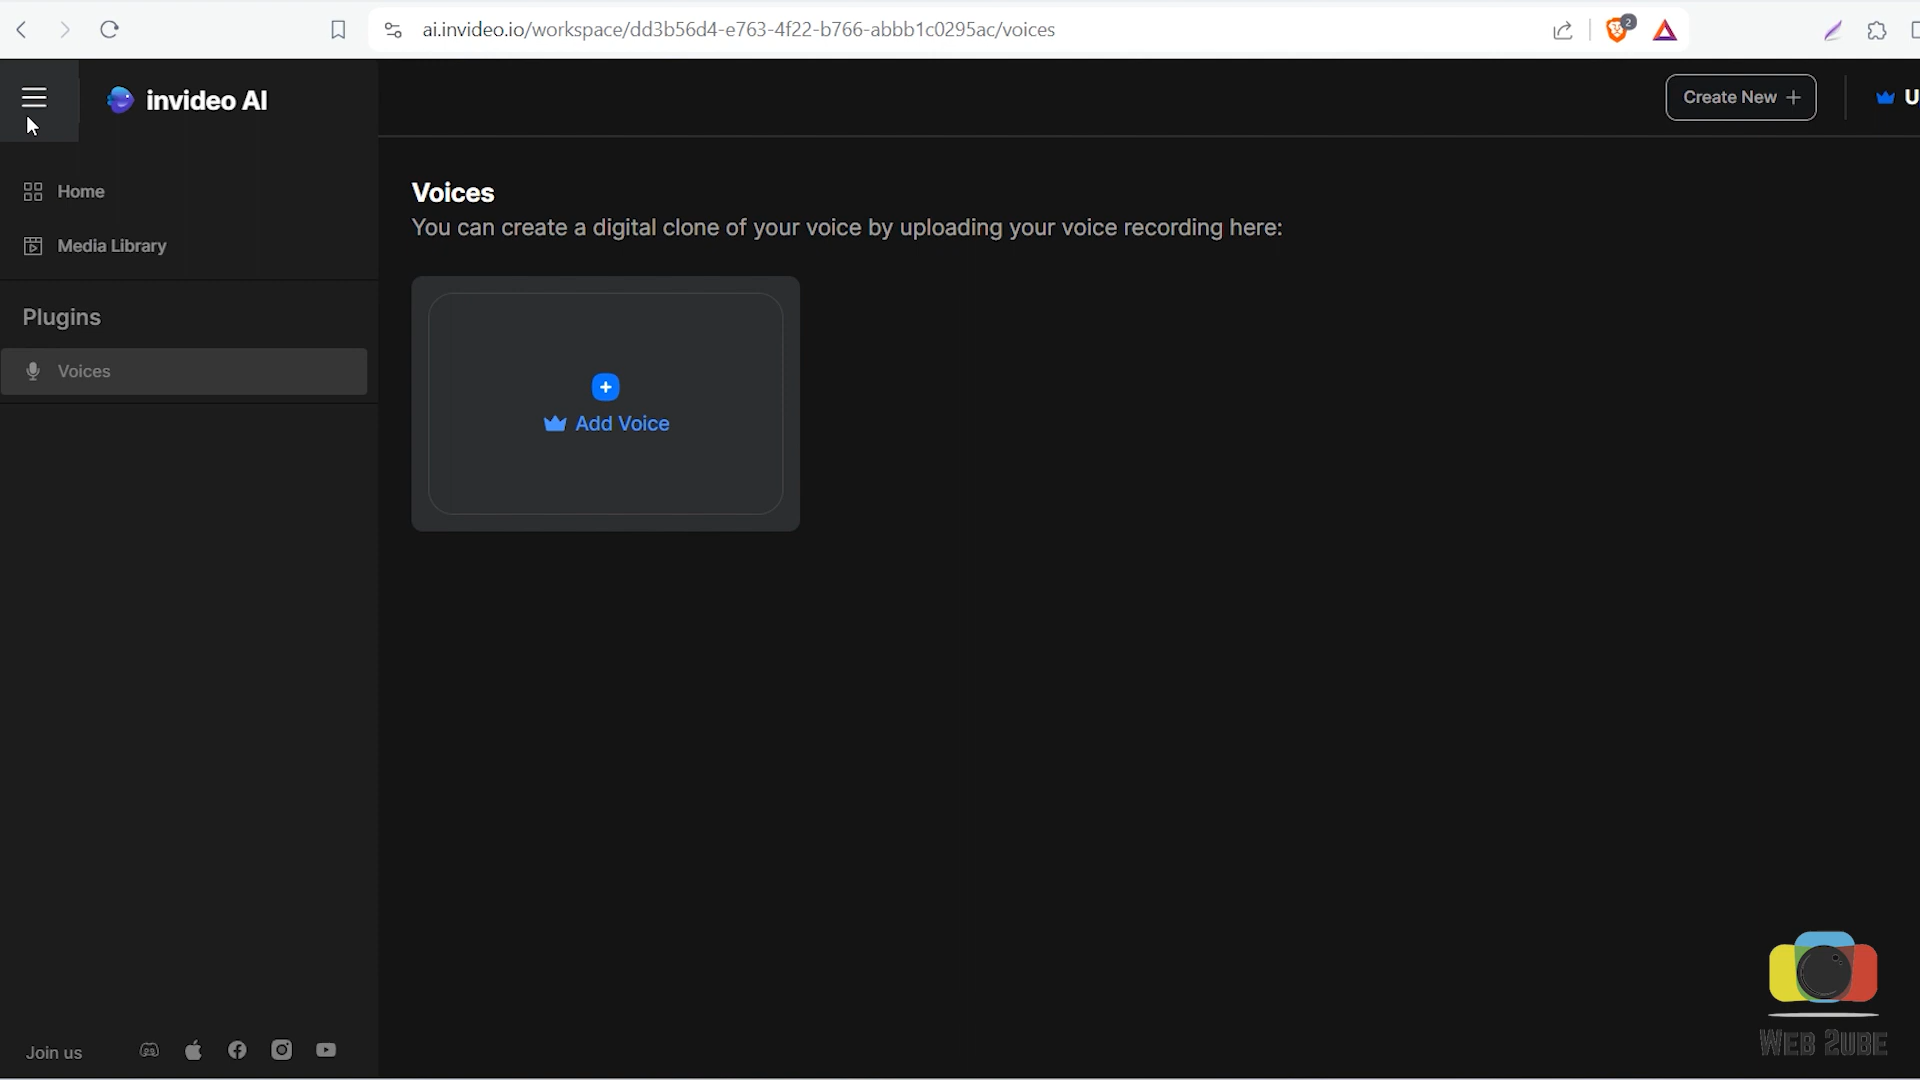 ai.invideo.io/workspace/dd3b56d4-e763-4f22-b766-abbb1c0295ac/voices
2
invideo AI
Create New +
U
Home
Media Library
Plugins
Voices
Voices
You can create a digital clone of your voice by uploading your voice recording here:
Add Voice
Join us
WEB 2UBE